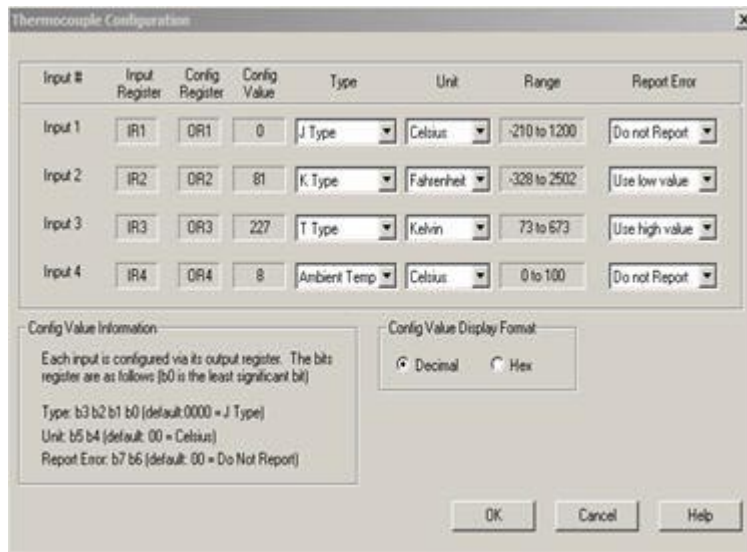 Thermocouple Configuration
Input # Input Register Config Register Config Value Type Unit Range Report Error
Input 1 IR1 OR1 0 J Type Celsius -210 to 1200 Do not Report
Input 2 IR2 OR2 81 K Type Fahrenheit -328 to 2502 Use low value
Input 3 IR3 OR3 227 T Type Kelvin 73 to 673 Use high value
Input 4 IR4 OR4 8 Ambient Temp Celsius 0 to 100 Do not Report
Config Value Information
Each input is configured via its output register. The bits
register are as follows (b0 is the least significant bit)
Type: b3 b2 b1 b0 (default:0000 = J Type)
Unit: b5 b4 (default: 00 = Celsius)
Report Error: b7 b6 (default: 00 = Do Not Report)
Config Value Display Format
Decimal Hex
OK Cancel Help